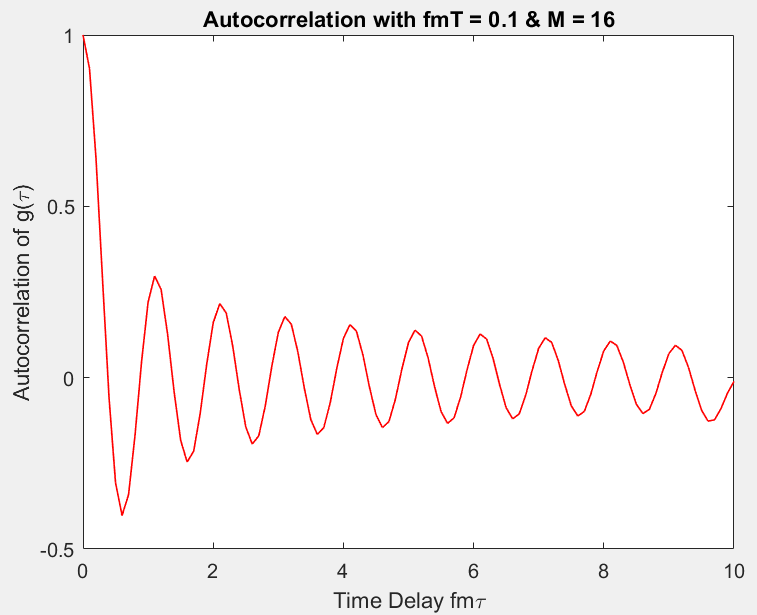 Autocorrelation with fmT = 0.1 & M = 16
1
0.5
0
-0.5
Autocorrelation of g(τ)
0 2 4 6 8 10
Time Delay fmτ